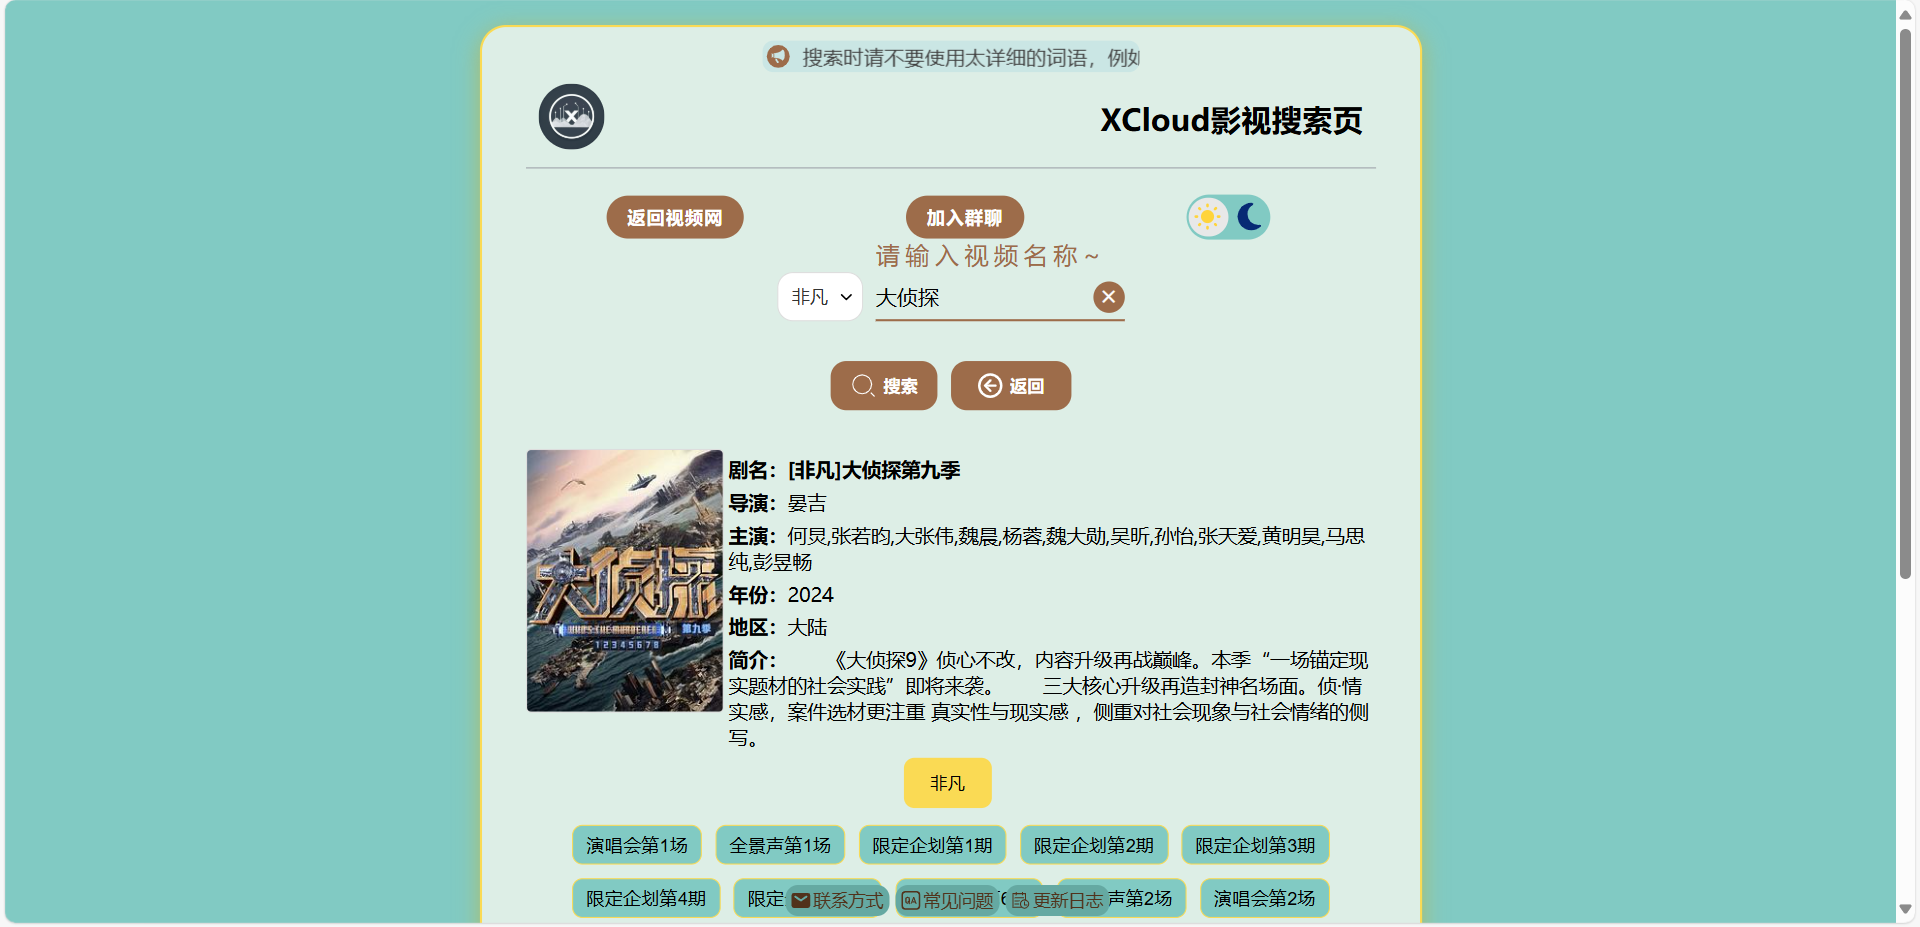 搜索时请不要使用太详细的词语，例如
X
XCloud影视搜索页
返回视频网
加入群聊
请输入视频名称~
非凡
大侦探
搜索
返回
剧名：[非凡]大侦探第九季
导演：晏吉
主演：何炅,张若昀,大张伟,魏晨,杨蓉,魏大勋,吴昕,孙怡,张天爱,黄明昊,马思
纯,彭昱畅
年份：2024
地区：大陆
简介：　　《大侦探9》侦心不改，内容升级再战巅峰。本季“一场锚定现
实题材的社会实践”即将来袭。　　三大核心升级再造封神名场面。侦·情
实感，案件选材更注重 真实性与现实感 ，侧重对社会现象与社会情绪的侧
写。
大侦探
WHO'S THE MURDERER
第九季
12345678
非凡
演唱会第1场
全景声第1场
限定企划第1期
限定企划第2期
限定企划第3期
限定企划第4期
限定
声第2场
演唱会第2场
联系方式
QA 常见问题
更新日志